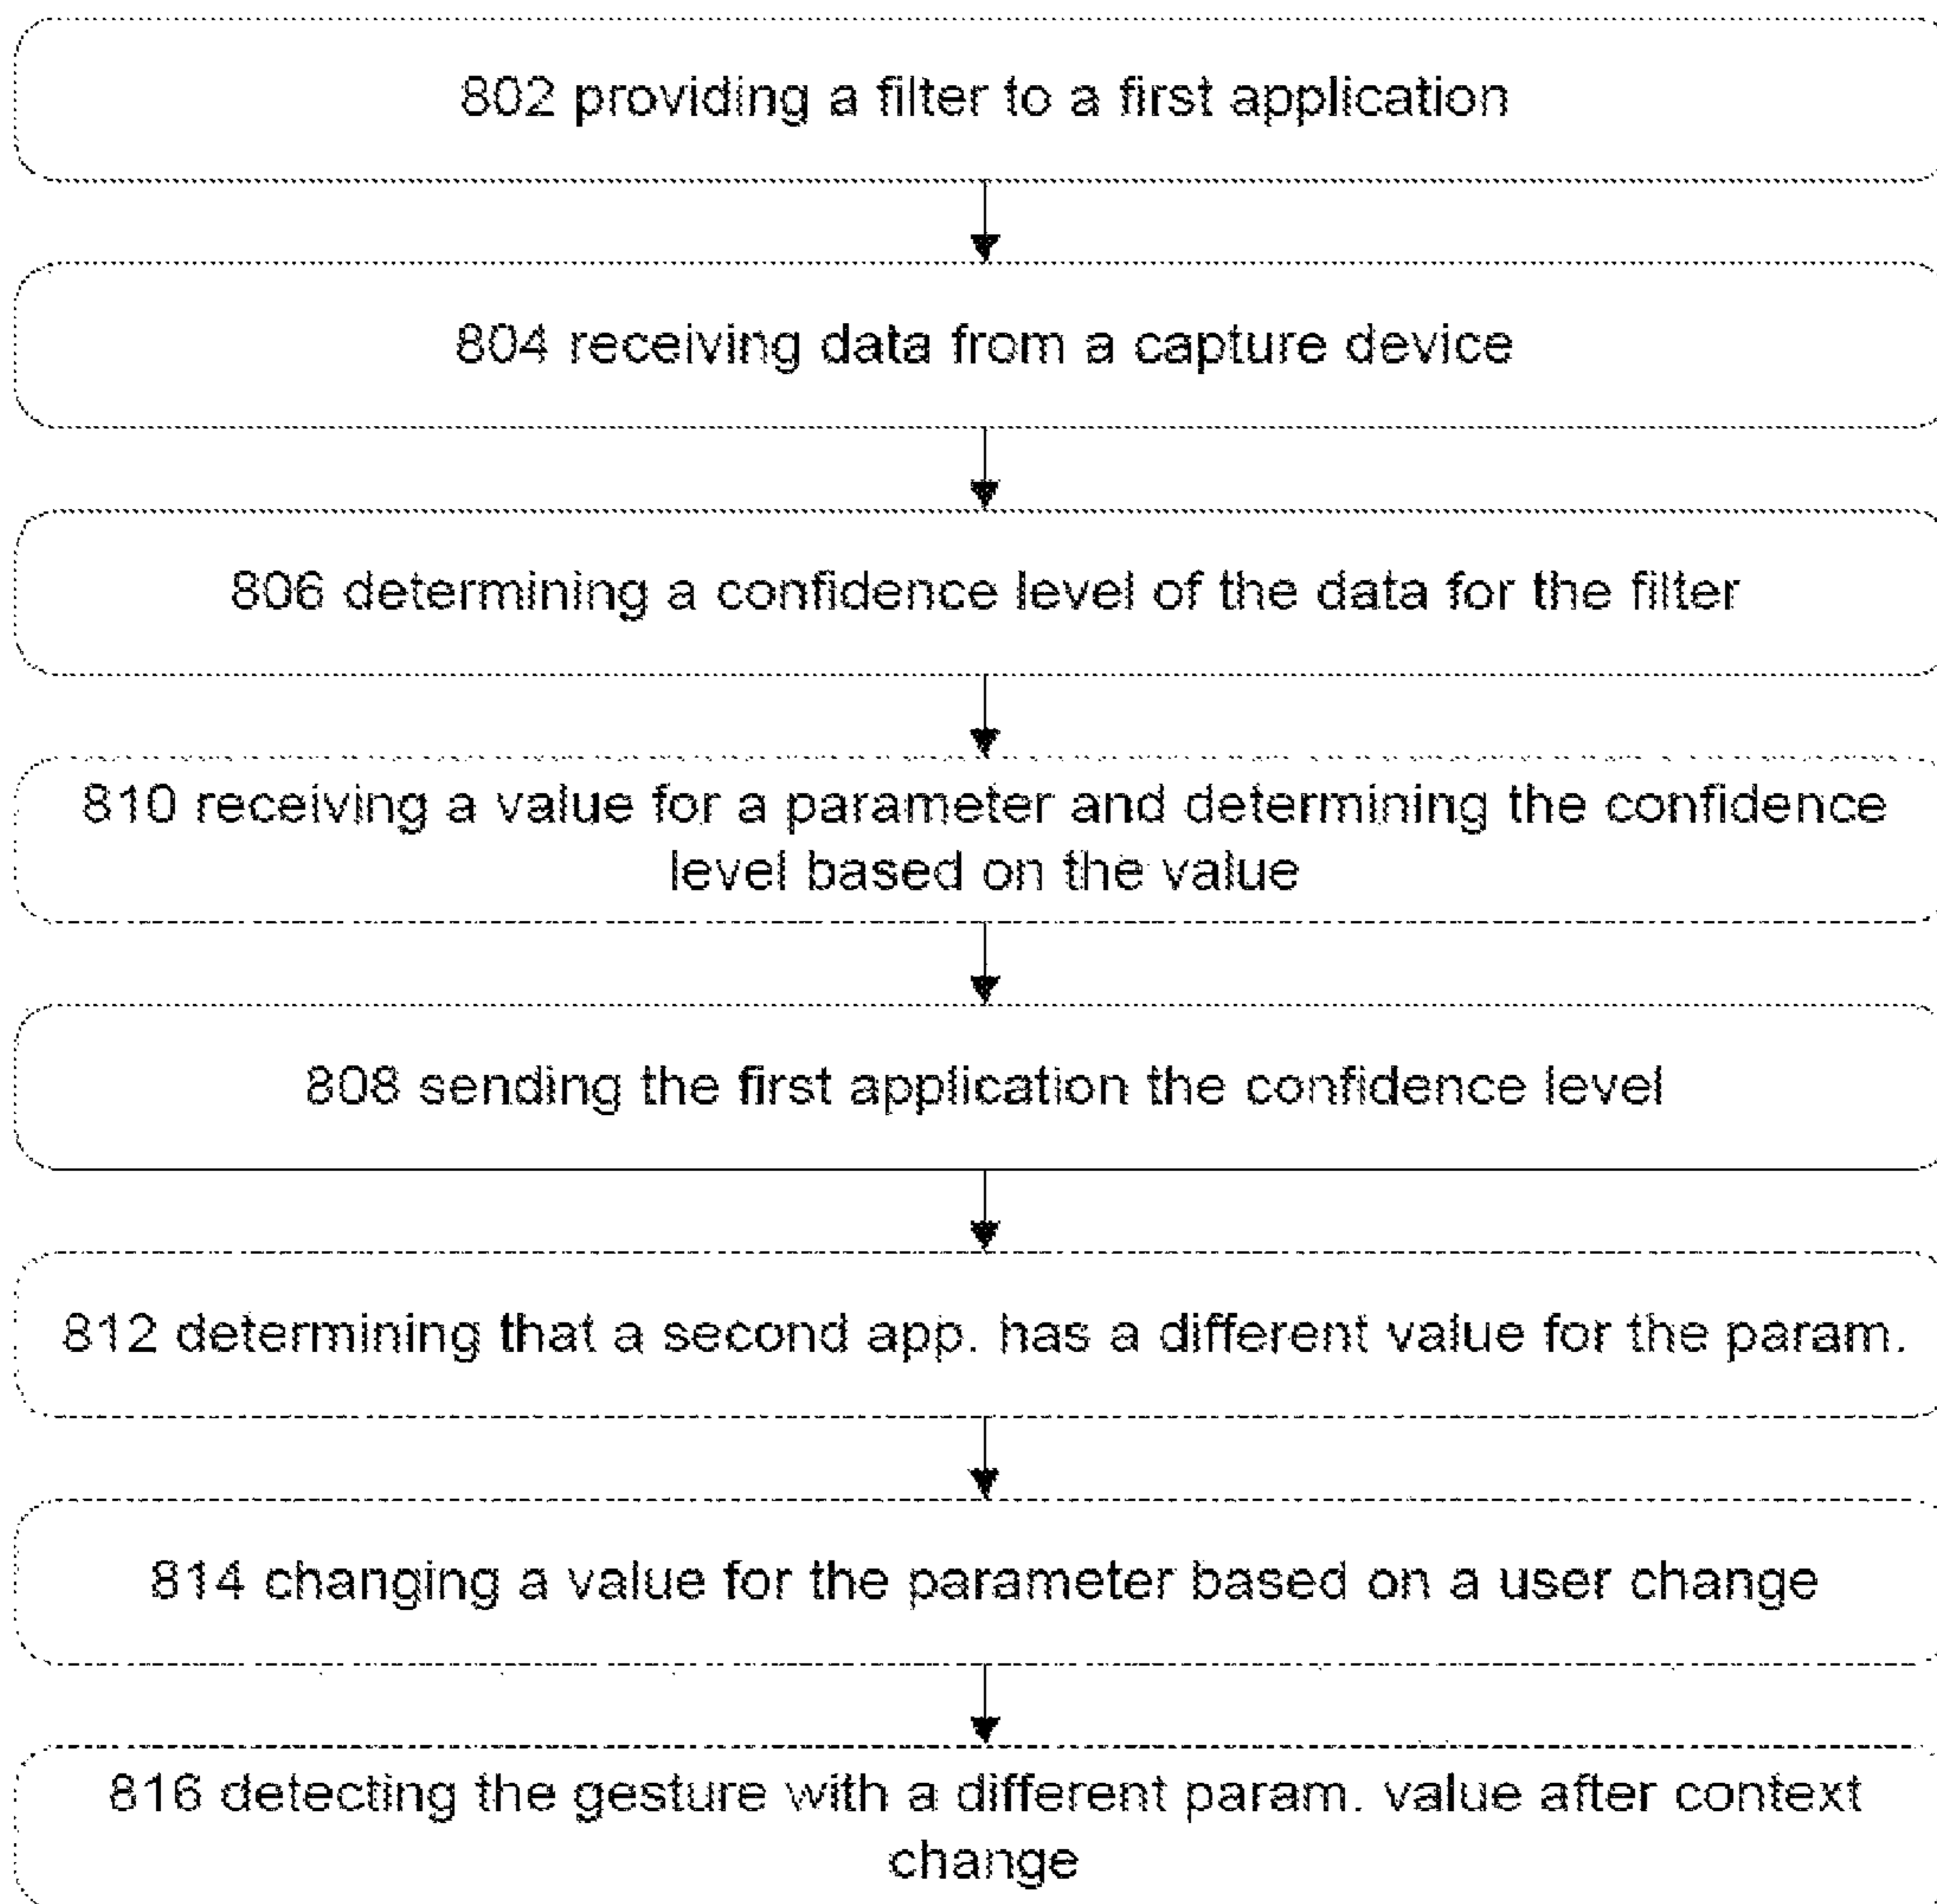 802 providing a filter to a first application
804 receiving data from a capture device
806 determining a confidence level of the data for the filter
810 receiving a value for a parameter and determining the confidence
level based on the value
808 sending the first application the confidence level
812 determining that a second app. has a different value for the param.
814 changing a value for the parameter based on a user change
816 detecting the gesture with a different param. value after context
change